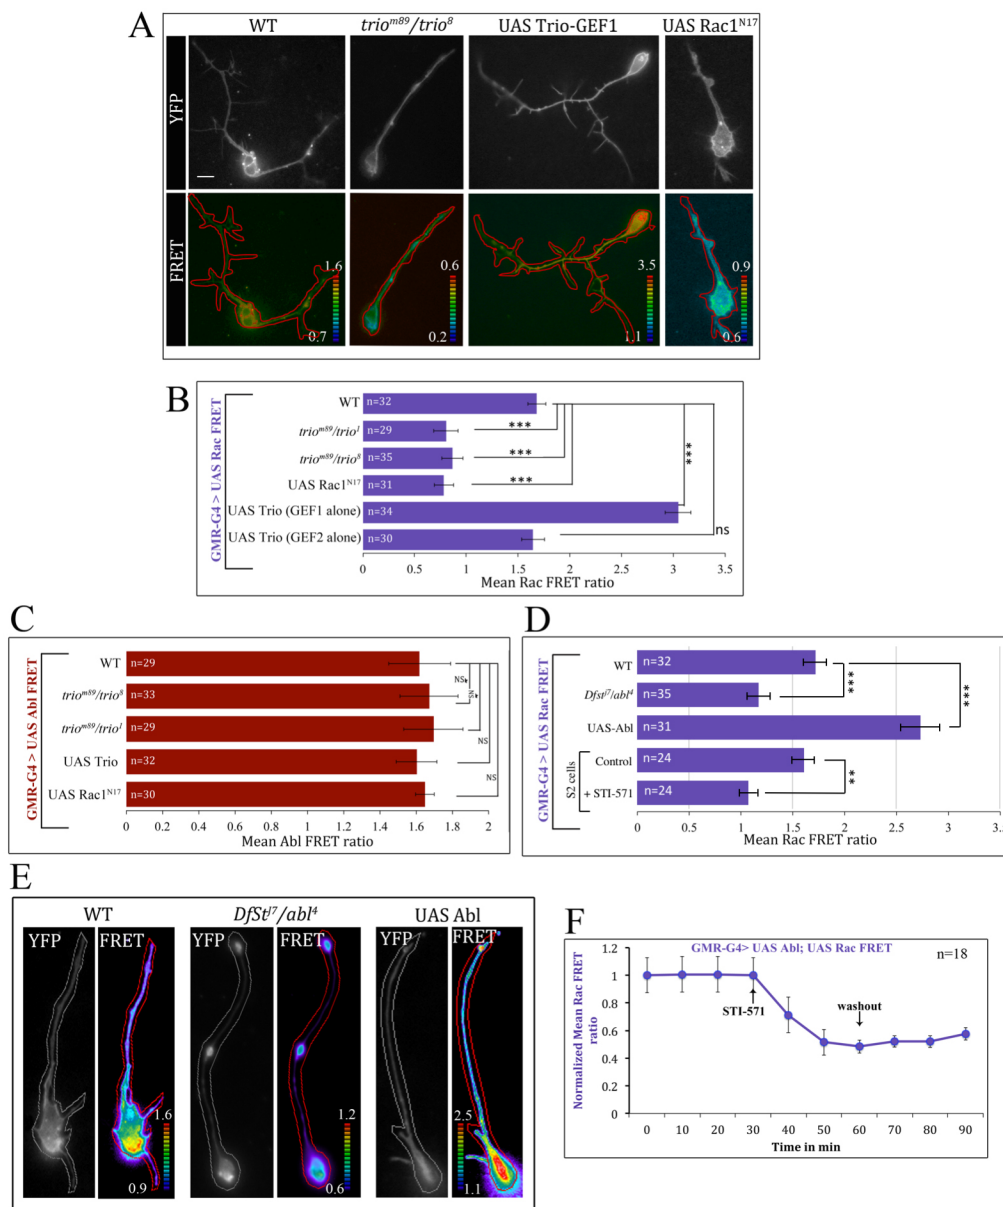 A
WT
trio^m89/trio^8
UAS Trio-GEF1
UAS Rac1^N17
YFP
FRET
1.6
0.7
0.6
0.2
3.5
1.1
0.9
0.6
B
GMR-G4 > UAS Rac FRET
WT
n=32
trio^m89/trio^1
n=29
***
trio^m89/trio^8
n=35
***
UAS Rac1^N17
n=31
***
UAS Trio (GEF1 alone)
n=34
***
UAS Trio (GEF2 alone)
n=30
ns
0 0.5 1 1.5 2 2.5 3 3.5
Mean Rac FRET ratio
C
GMR-G4 > UAS Abl FRET
WT
n=29
trio^m89/trio^8
n=33
trio^m89/trio^1
n=29
UAS Trio
n=32
UAS Rac1^N17
n=30
NS
NS
NS
NS
0 0.2 0.4 0.6 0.8 1 1.2 1.4 1.6 1.8 2
Mean Abl FRET ratio
D
GMR-G4 > UAS Rac FRET
WT
n=32
Dfst^j7/abl^4
n=35
***
UAS-Abl
n=31
***
S2 cells
Control
n=24
+ STI-571
n=24
**
0 0.5 1 1.5 2 2.5 3 3.5
Mean Rac FRET ratio
E
WT
DfSt^j7/abl^4
UAS Abl
YFP
FRET
YFP
FRET
YFP
FRET
1.6
0.9
1.2
0.6
2.5
1.1
F
GMR-G4> UAS Abl; UAS Rac FRET
n=18
Normalized Mean Rac FRET
ratio
1.2
1
0.8
0.6
0.4
0.2
0
STI-571
washout
0 10 20 30 40 50 60 70 80 90
Time in min